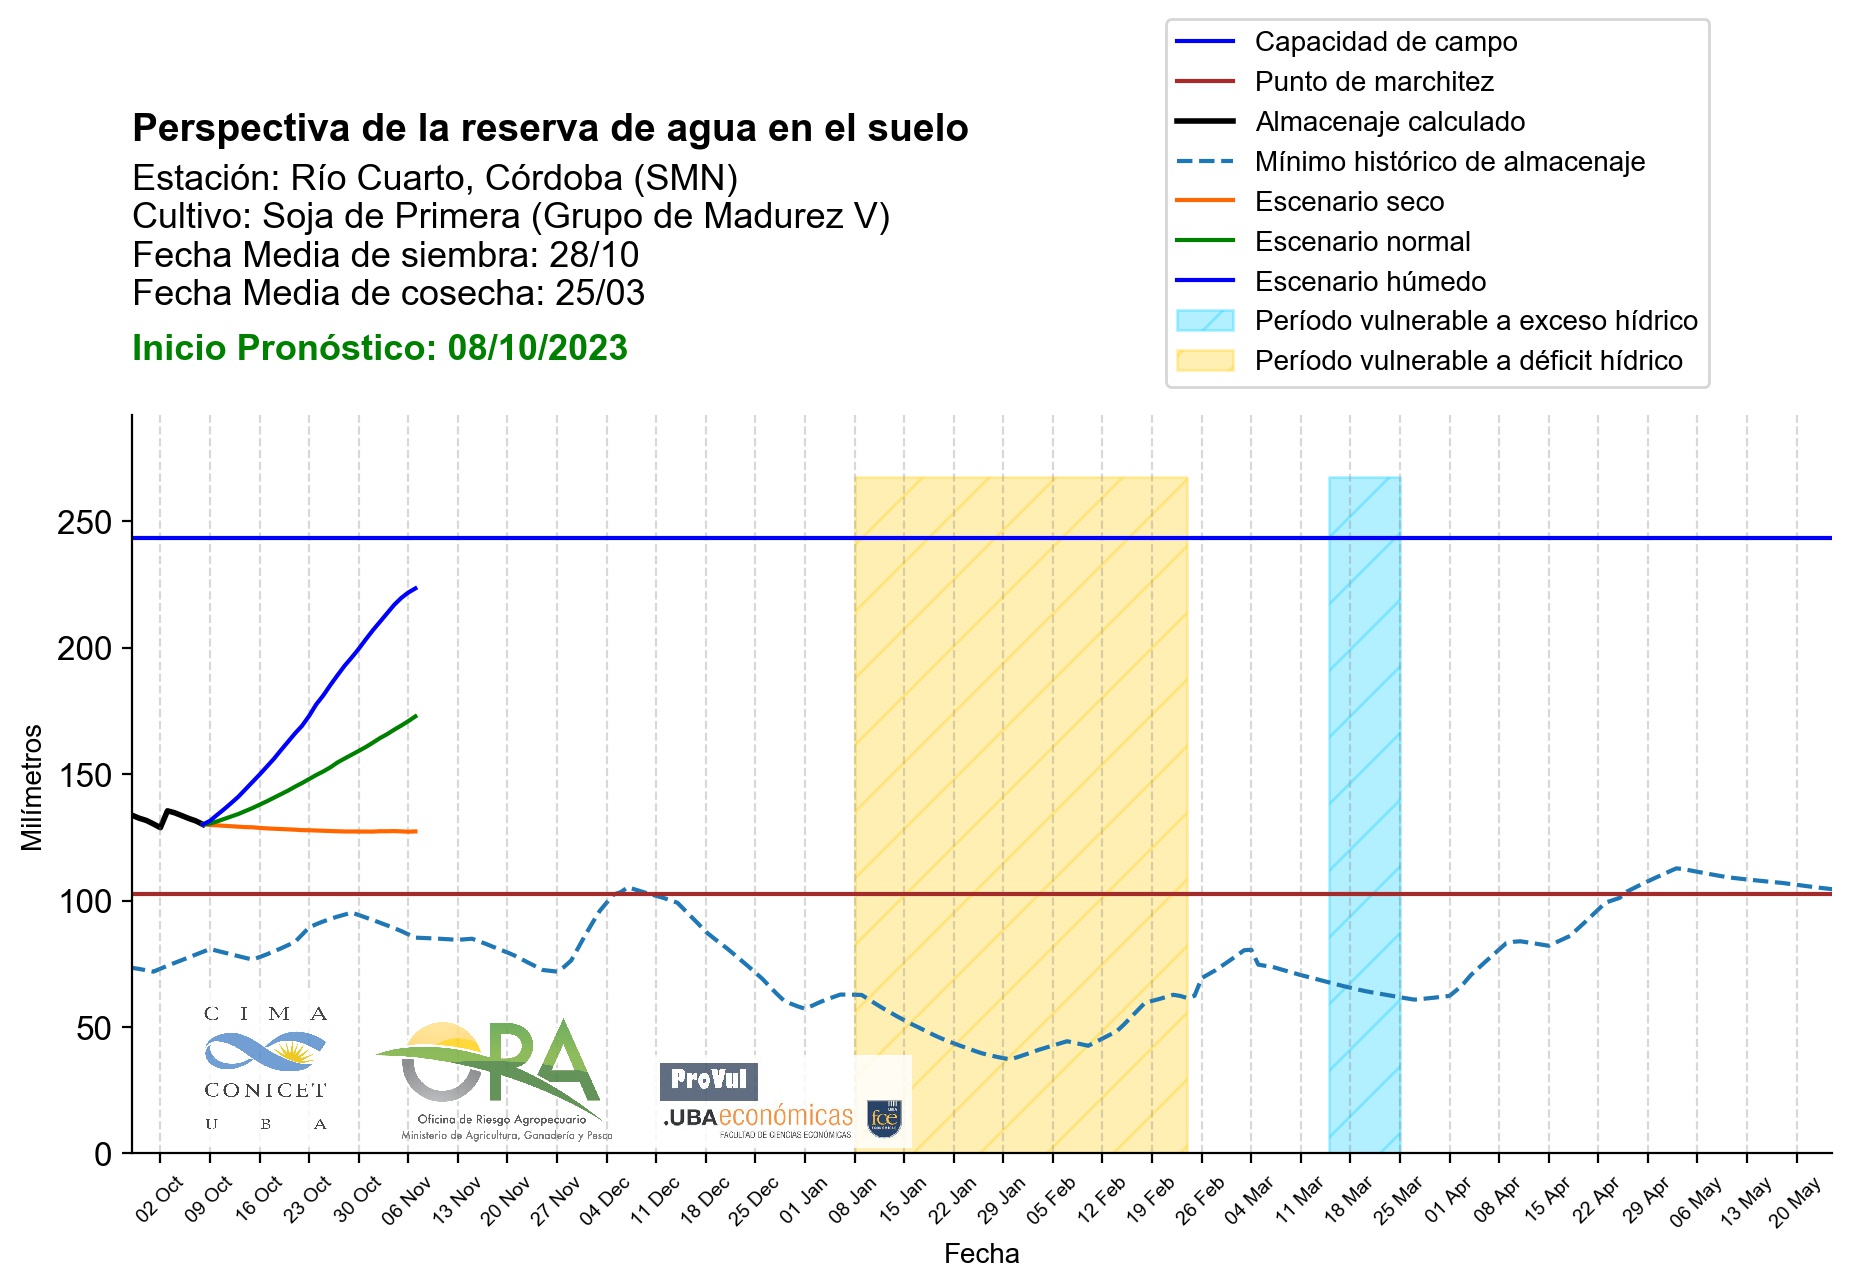 Capacidad de campo
Punto de marchitez
Almacenaje calculado
Mínimo histórico de almacenaje
Escenario seco
Escenario normal
Escenario húmedo
Período vulnerable a exceso hídrico
Período vulnerable a déficit hídrico
Perspectiva de la reserva de agua en el suelo
Estación: Río Cuarto, Córdoba (SMN)
Cultivo: Soja de Primera (Grupo de Madurez V)
Fecha Media de siembra: 28/10
Fecha Media de cosecha: 25/03
Inicio Pronóstico: 08/10/2023
Milímetros
250
200
150
100
50
0
C I M A
CONICET
U B A
ORA
Oficina de Riesgo Agropecuario
Ministerio de Agricultura, Ganadería y Pesca
ProVul
.UBAeconómicas
FACULTAD DE CIENCIAS ECONÓMICAS
UBA
fce
ECONÓMICAS
02 Oct
09 Oct
16 Oct
23 Oct
30 Oct
06 Nov
13 Nov
20 Nov
27 Nov
04 Dec
11 Dec
18 Dec
25 Dec
01 Jan
08 Jan
15 Jan
22 Jan
29 Jan
05 Feb
12 Feb
19 Feb
26 Feb
04 Mar
11 Mar
18 Mar
25 Mar
01 Apr
08 Apr
15 Apr
22 Apr
29 Apr
06 May
13 May
20 May
Fecha